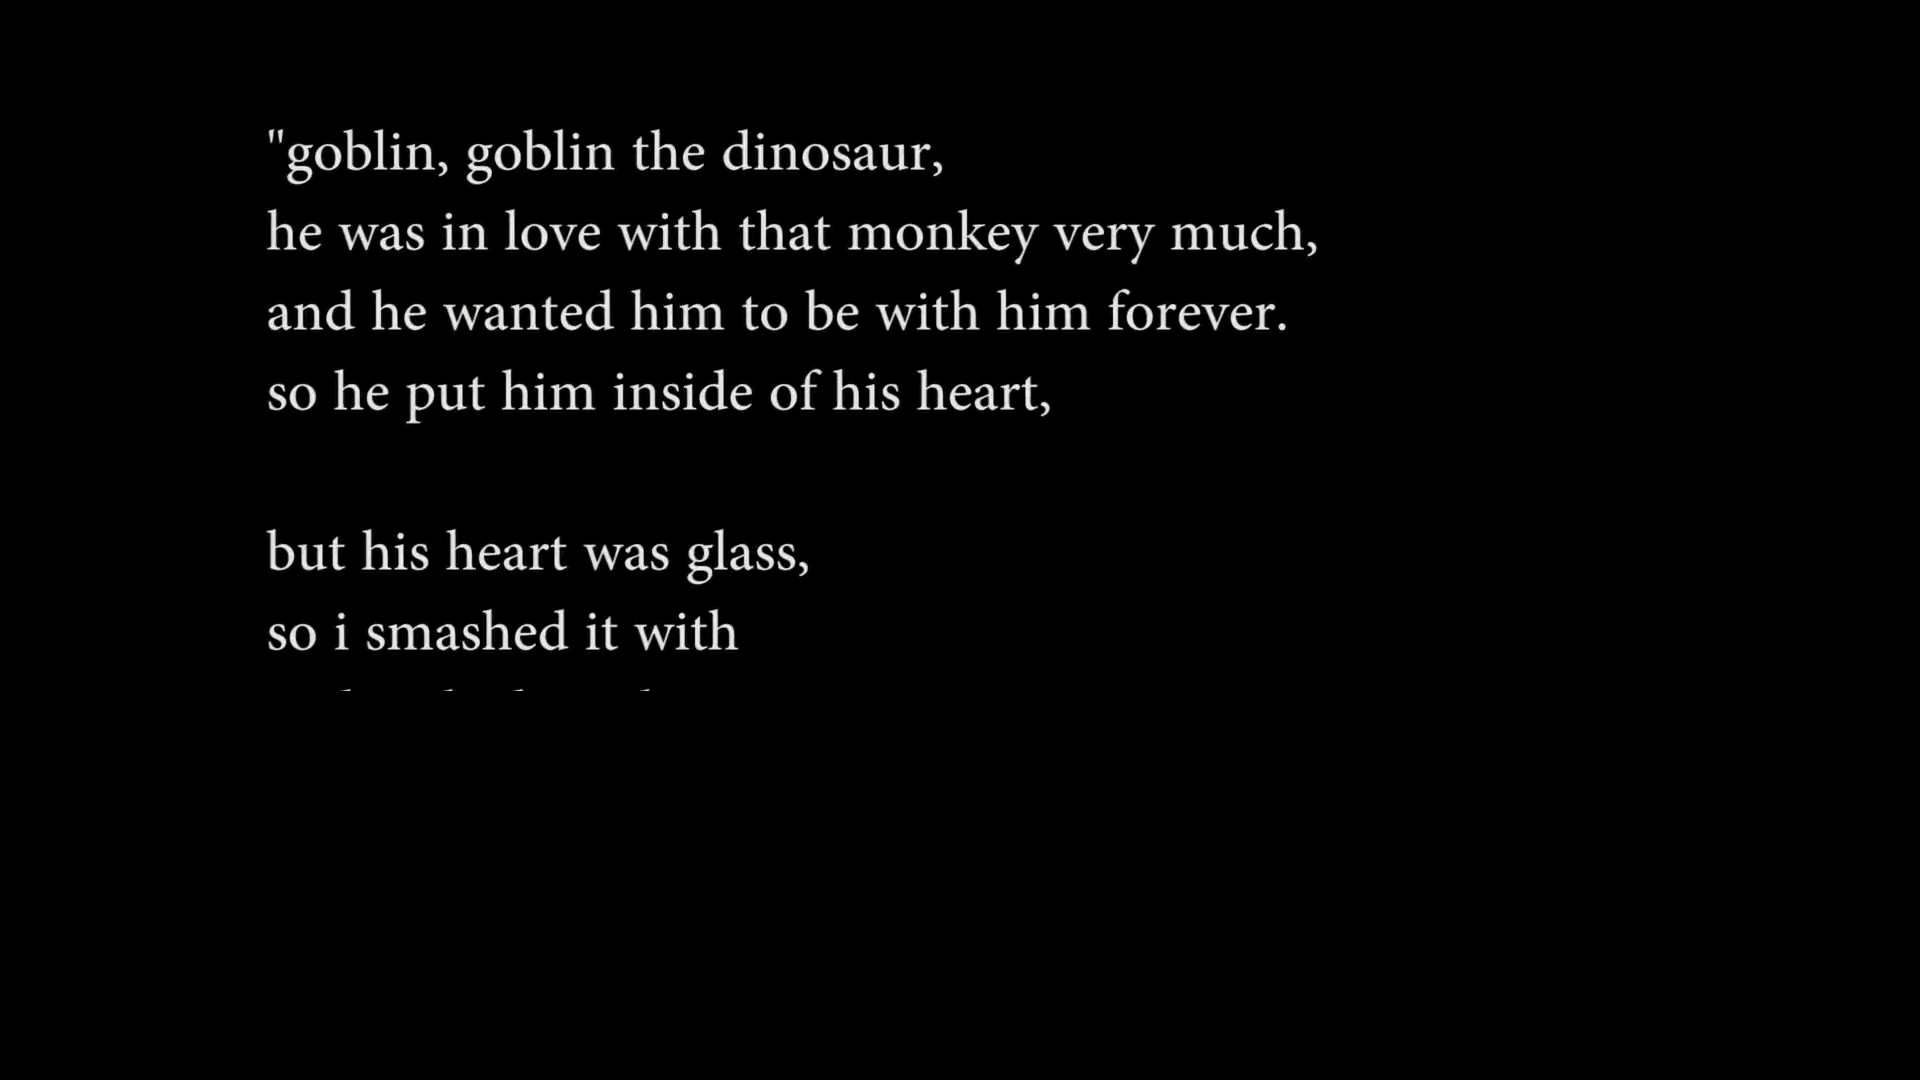 "goblin, goblin the dinosaur,
he was in love with that monkey very much,
and he wanted him to be with him forever.
so he put him inside of his heart,
but his heart was glass,
so i smashed it with